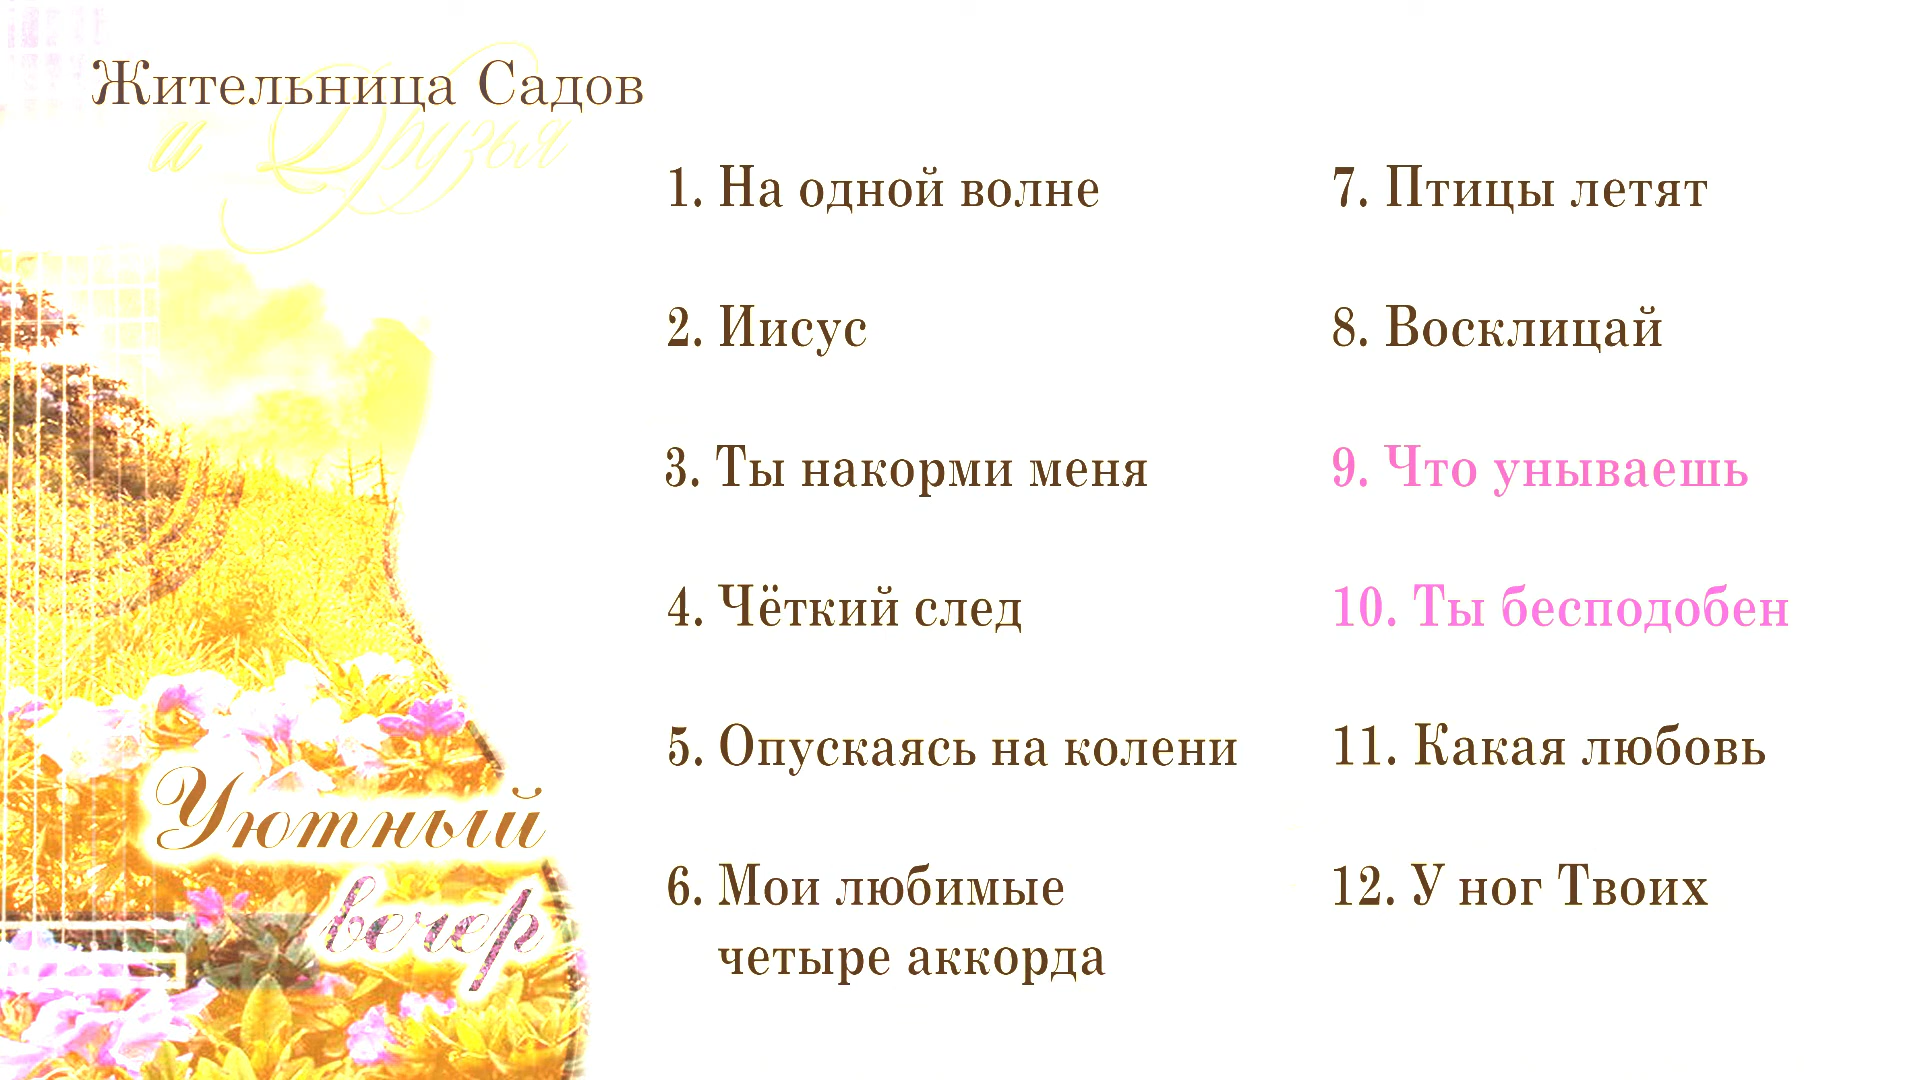 Жительница Садов
и Друзья
1. На одной волне
2. Иисус
3. Ты накорми меня
4. Чёткий след
5. Опускаясь на колени
6. Мои любимые
четыре аккорда
7. Птицы летят
8. Восклицай
9. Что унываешь
10. Ты бесподобен
11. Какая любовь
12. У ног Твоих
Уютный
вечер